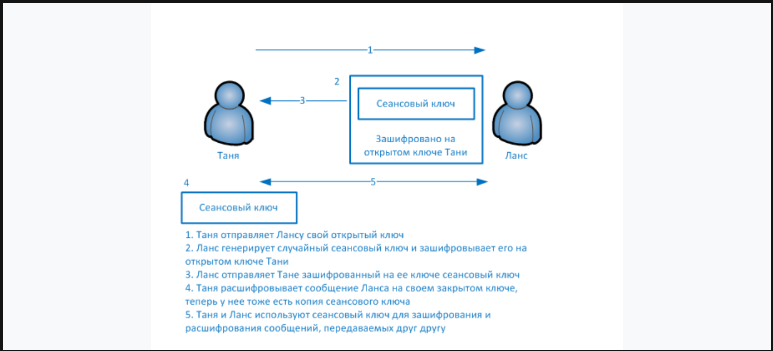 1
2
Сеансовый ключ
3
Зашифровано на
открытом ключе Тани
Таня
Ланс
4
5
Сеансовый ключ
1. Таня отправляет Лансу свой открытый ключ
2. Ланс генерирует случайный сеансовый ключ и зашифровывает его на
открытом ключе Тани
3. Ланс отправляет Тане зашифрованный на ее ключе сеансовый ключ
4. Таня расшифровывает сообщение Ланса на своем закрытом ключе,
теперь у нее тоже есть копия сеансового ключа
5. Таня и Ланс используют сеансовый ключ для зашифрования и
расшифрования сообщений, передаваемых друг другу